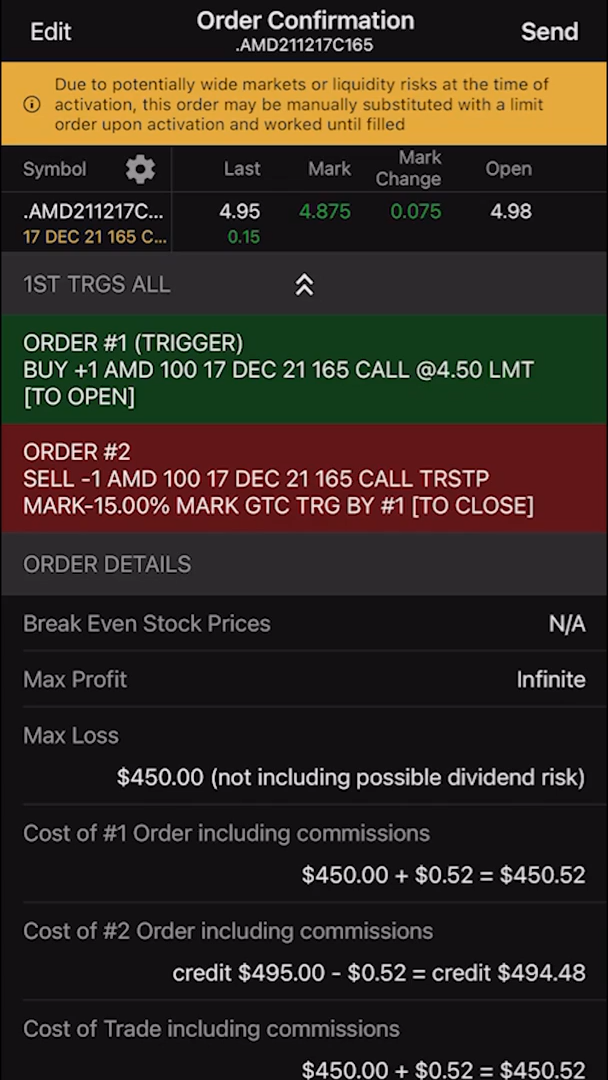 Edit
Order Confirmation
Send
.AMD211217C165
Due to potentially wide markets or liquidity risks at the time of
activation, this order may be manually substituted with a limit
order upon activation and worked until filled
Symbol Last Mark Mark Change Open
.AMD211217C... 4.95 4.875 0.075 4.98
17 DEC 21 165 C... 0.15
1ST TRGS ALL
ORDER #1 (TRIGGER)
BUY +1 AMD 100 17 DEC 21 165 CALL @4.50 LMT
[TO OPEN]
ORDER #2
SELL -1 AMD 100 17 DEC 21 165 CALL TRSTP
MARK-15.00% MARK GTC TRG BY #1 [TO CLOSE]
ORDER DETAILS
Break Even Stock Prices N/A
Max Profit Infinite
Max Loss
$450.00 (not including possible dividend risk)
Cost of #1 Order including commissions
$450.00 + $0.52 = $450.52
Cost of #2 Order including commissions
credit $495.00 - $0.52 = credit $494.48
Cost of Trade including commissions
$450.00 + $0.52 = $450.52